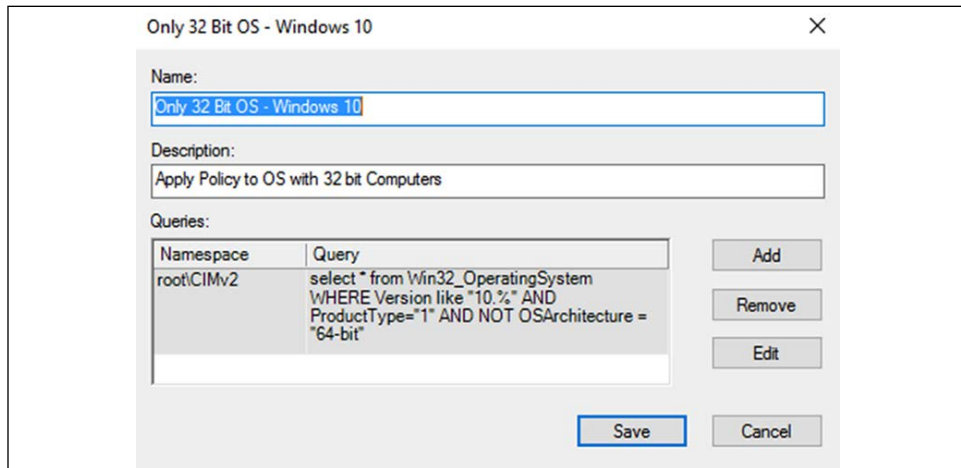 Only 32 Bit OS - Windows 10
Name:
Only 32 Bit OS - Windows 10
Description:
Apply Policy to OS with 32 bit Computers
Queries:
Namespace Query
root\CIMv2 select * from Win32_OperatingSystem
WHERE Version like "10.%" AND
ProductType="1" AND NOT OSArchitecture =
"64-bit"
Add
Remove
Edit
Save Cancel